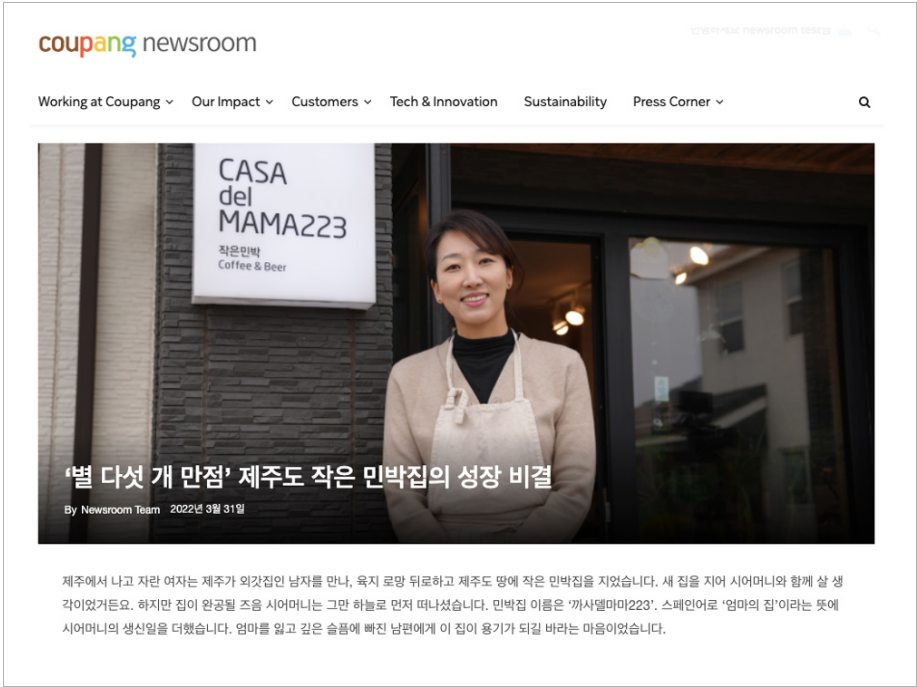 coupang newsroom
Working at Coupang Our Impact Customers Tech & Innovation Sustainability Press Corner
CASA
del
MAMA223
작은민박
Coffee & Beer
‘별 다섯 개 만점’ 제주도 작은 민박집의 성장 비결
By Newsroom Team 2022년 3월 31일
제주에서 나고 자란 여자는 제주가 외갓집인 남자를 만나, 육지 로망 뒤로하고 제주도 땅에 작은 민박집을 지었습니다. 새 집을 지어 시어머니와 함께 살 생
각이었거든요. 하지만 집이 완공될 즈음 시어머니는 그만 하늘로 먼저 떠나셨습니다. 민박집 이름은 ‘까사델마마223’. 스페인어로 ‘엄마의 집’이라는 뜻에
시어머니의 생신일을 더했습니다. 엄마를 잃고 깊은 슬픔에 빠진 남편에게 이 집이 용기가 되길 바라는 마음이었습니다.